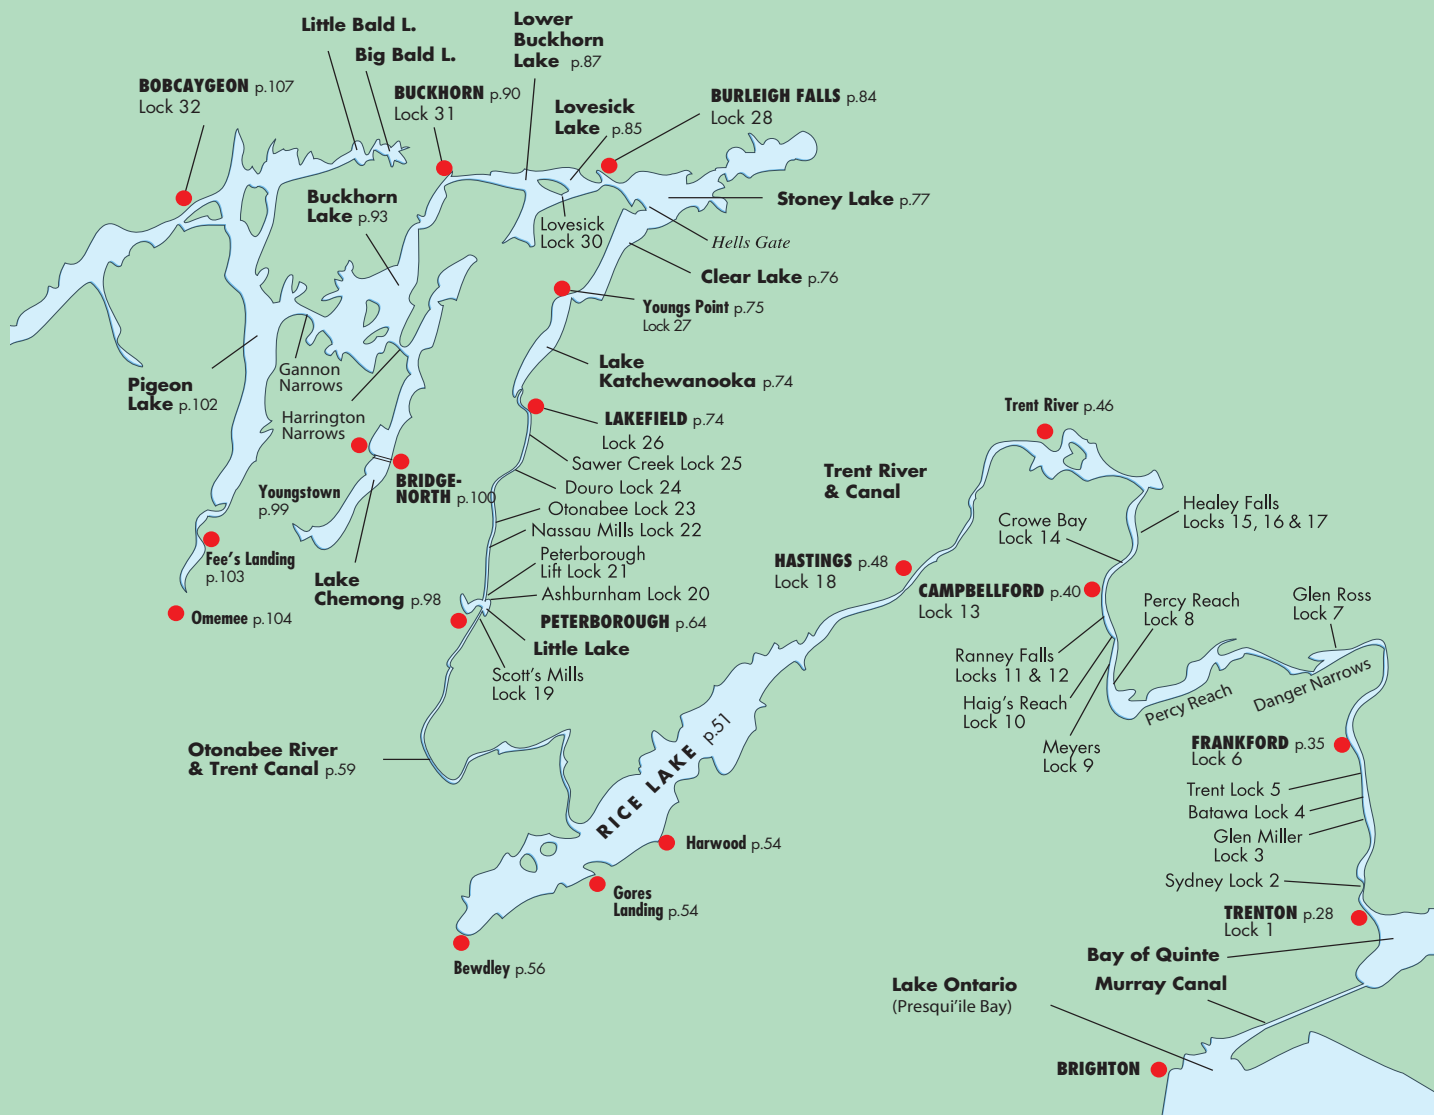 Little Bald L.
Big Bald L.
Lower
Buckhorn
Lake p.87
BOBCAYGEON p.107
Lock 32
BUCKHORN p.90
Lock 31
Lovesick
Lake p.85
BURLEIGH FALLS p.84
Lock 28
Buckhorn
Lake p.93
Stoney Lake p.77
Lovesick
Lock 30
Hells Gate
Clear Lake p.76
Youngs Point p.75
Lock 27
Gannon
Narrows
Lake
Katchewanooka p.74
Pigeon
Lake p.102
Harrington
Narrows
LAKEFIELD p.74
Lock 26
Sawer Creek Lock 25
Douro Lock 24
Otonabee Lock 23
Nassau Mills Lock 22
Peterborough
Lift Lock 21
Ashburnham Lock 20
PETERBOROUGH p.64
Little Lake
Scott's Mills
Lock 19
BRIDGE-
NORTH p.100
Youngstown
p.99
Fee's Landing
p.103
Lake
Chemong p.98
Omemee p.104
Otonabee River
& Trent Canal p.59
RICE LAKE p.51
Harwood p.54
Gores
Landing p.54
Bewdley p.56
Trent River p.46
Trent River
& Canal
HASTINGS p.48
Lock 18
Healey Falls
Locks 15, 16 & 17
Crowe Bay
Lock 14
CAMPBELLFORD p.40
Lock 13
Percy Reach
Lock 8
Glen Ross
Lock 7
Ranney Falls
Locks 11 & 12
Haig's Reach
Lock 10
Meyers
Lock 9
Percy Reach
Danger Narrows
FRANKFORD p.35
Lock 6
Trent Lock 5
Batawa Lock 4
Glen Miller
Lock 3
Sydney Lock 2
TRENTON p.28
Lock 1
Bay of Quinte
Murray Canal
Lake Ontario
(Presqui'ile Bay)
BRIGHTON